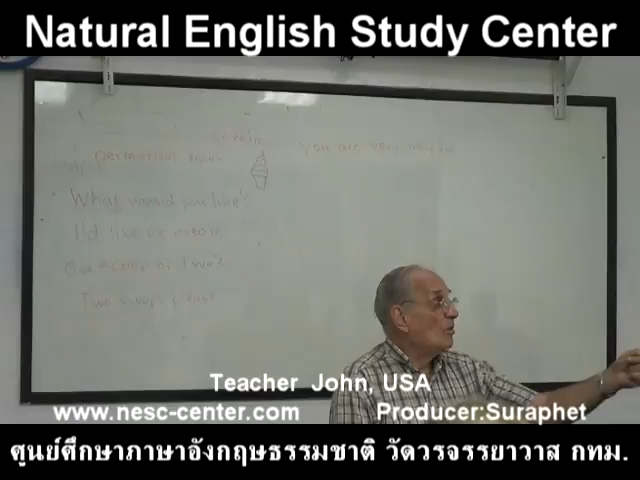 Natural English Study Center
permanent
you are very
What would you like?
I'd like ice cream
One scoop or two?
Two scoops please
Teacher John, USA
www.nesc-center.com Producer:Suraphet
ศูนย์ศึกษาภาษาอังกฤษธรรมชาติ วัดวรจรรยาวาส กทม.